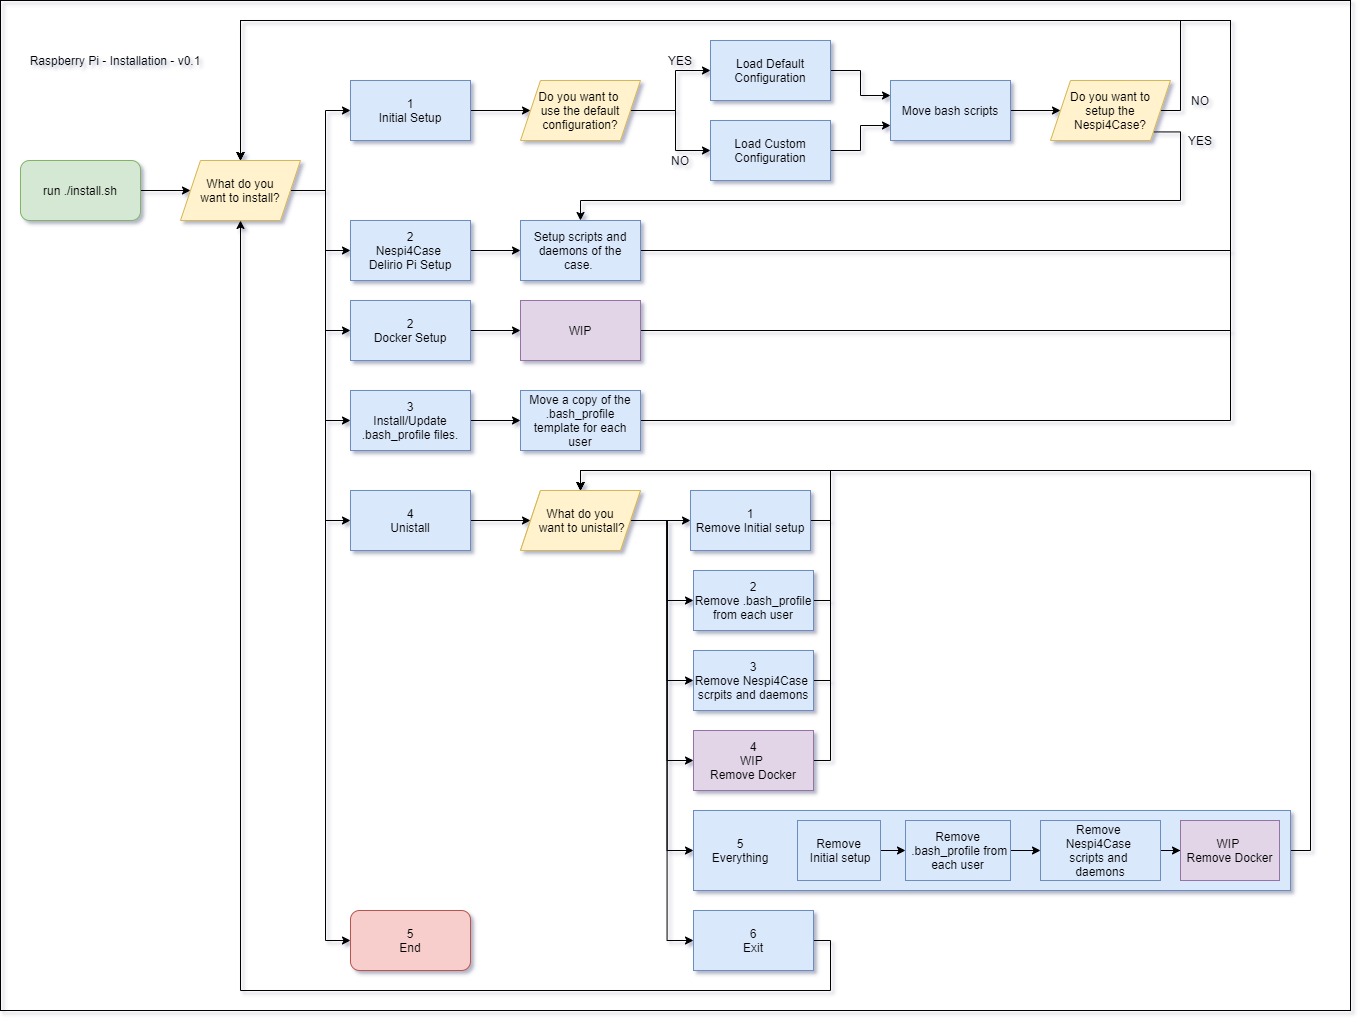 Raspberry Pi - Installation - v0.1
run ./install.sh
What do you
want to install?
1
Initial Setup
Do you want to
use the default
configuration?
YES
NO
Load Default
Configuration
Load Custom
Configuration
Move bash scripts
Do you want to
setup the
Nespi4Case?
NO
YES
2
Nespi4Case
Delirio Pi Setup
Setup scripts and
daemons of the
case.
2
Docker Setup
WIP
3
Install/Update
.bash_profile files.
Move a copy of the
.bash_profile
template for each
user
4
Unistall
What do you
want to unistall?
1
Remove Initial setup
2
Remove .bash_profile
from each user
3
Remove Nespi4Case
scrpits and daemons
4
WIP
Remove Docker
5
Everything
Remove
Initial setup
Remove
.bash_profile from
each user
Remove
Nespi4Case
scripts and
daemons
WIP
Remove Docker
5
End
6
Exit